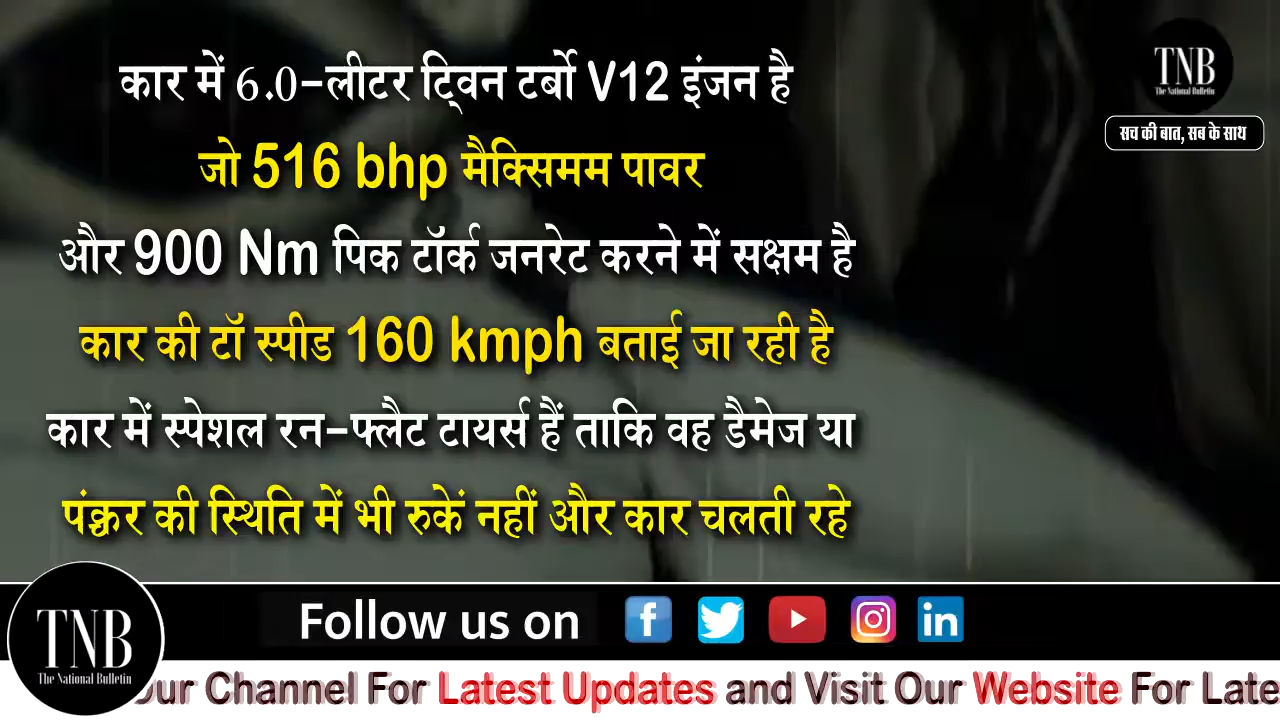 कार में 6.0-लीटर ट्विन टर्बो V12 इंजन है
जो 516 bhp मैक्सिमम पावर
और 900 Nm पिक टॉर्क जनरेट करने में सक्षम है
कार की टॉ स्पीड 160 kmph बताई जा रही है
कार में स्पेशल रन-फ्लैट टायर्स हैं ताकि वह डैमेज या
पंक्चर की स्थिति में भी रुकें नहीं और कार चलती रहे
TNB
The National Bulletin
सच की बात, सब के साथ
Follow us on
TNB
The National Bulletin
our Channel For Latest Updates and Visit Our Website For Late